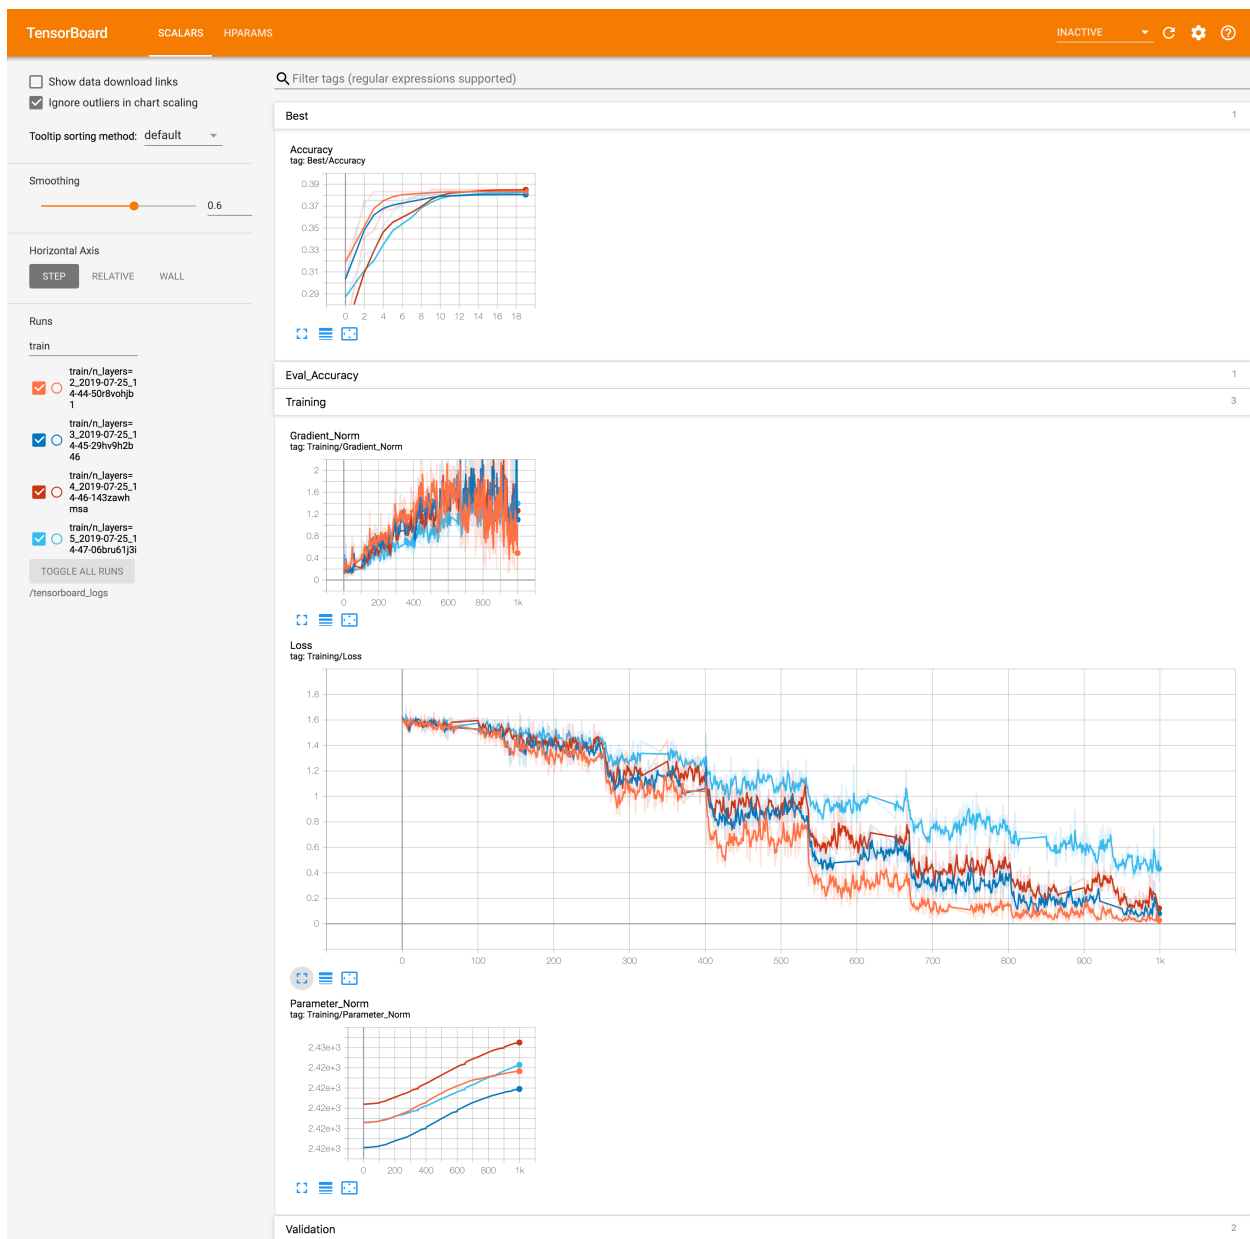 TensorBoard SCALARS HPARAMS INACTIVE
Show data download links
Ignore outliers in chart scaling
Tooltip sorting method: default
Smoothing
0.6
Horizontal Axis
STEP RELATIVE WALL
Runs
train
train/n_layers=
2_2019-07-25_1
4-44-50r8vohjb
1
train/n_layers=
3_2019-07-25_1
4-45-29hv9h2b
46
train/n_layers=
4_2019-07-25_1
4-46-143zawh
msa
train/n_layers=
5_2019-07-25_1
4-47-06bru61j3i
TOGGLE ALL RUNS
/tensorboard_logs
Filter tags (regular expressions supported)
Best 1
Accuracy
tag: Best/Accuracy
0.39
0.37
0.35
0.33
0.31
0.29
0 2 4 6 8 10 12 14 16 18
Eval_Accuracy 1
Training 3
Gradient_Norm
tag: Training/Gradient_Norm
2
1.6
1.2
0.8
0.4
0
0 200 400 600 800 1k
Loss
tag: Training/Loss
1.8
1.6
1.4
1.2
1
0.8
0.6
0.4
0.2
0
0 100 200 300 400 500 600 700 800 900 1k
Parameter_Norm
tag: Training/Parameter_Norm
2.43e+3
2.42e+3
2.42e+3
2.42e+3
2.42e+3
2.42e+3
0 200 400 600 800 1k
Validation 2